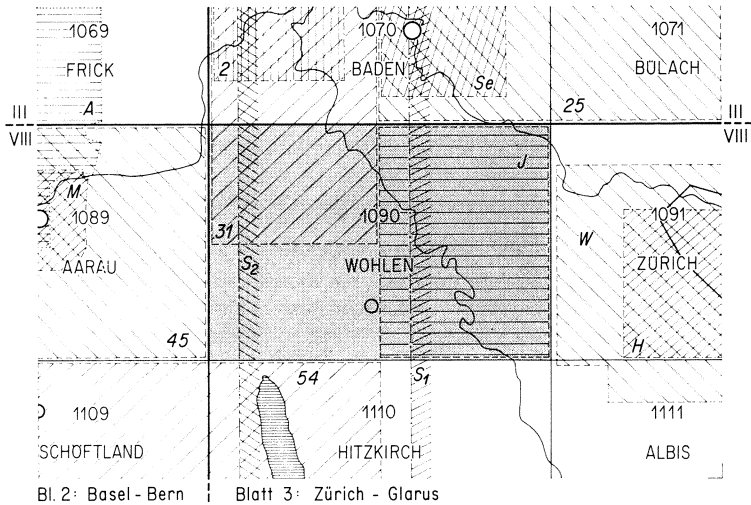 1069 1070 1071
FRICK 2 BADEN BÜLACH
Se
A 25
III III
VIII VIII
J
M
1089 31 1090 W 1091
AARAU S2 WOHLEN ZÜRICH
45 H
54 S1
1109 1110 1111
SCHÖFTLAND HITZKIRCH ALBIS
Bl. 2: Basel - Bern Blatt 3: Zürich - Glarus